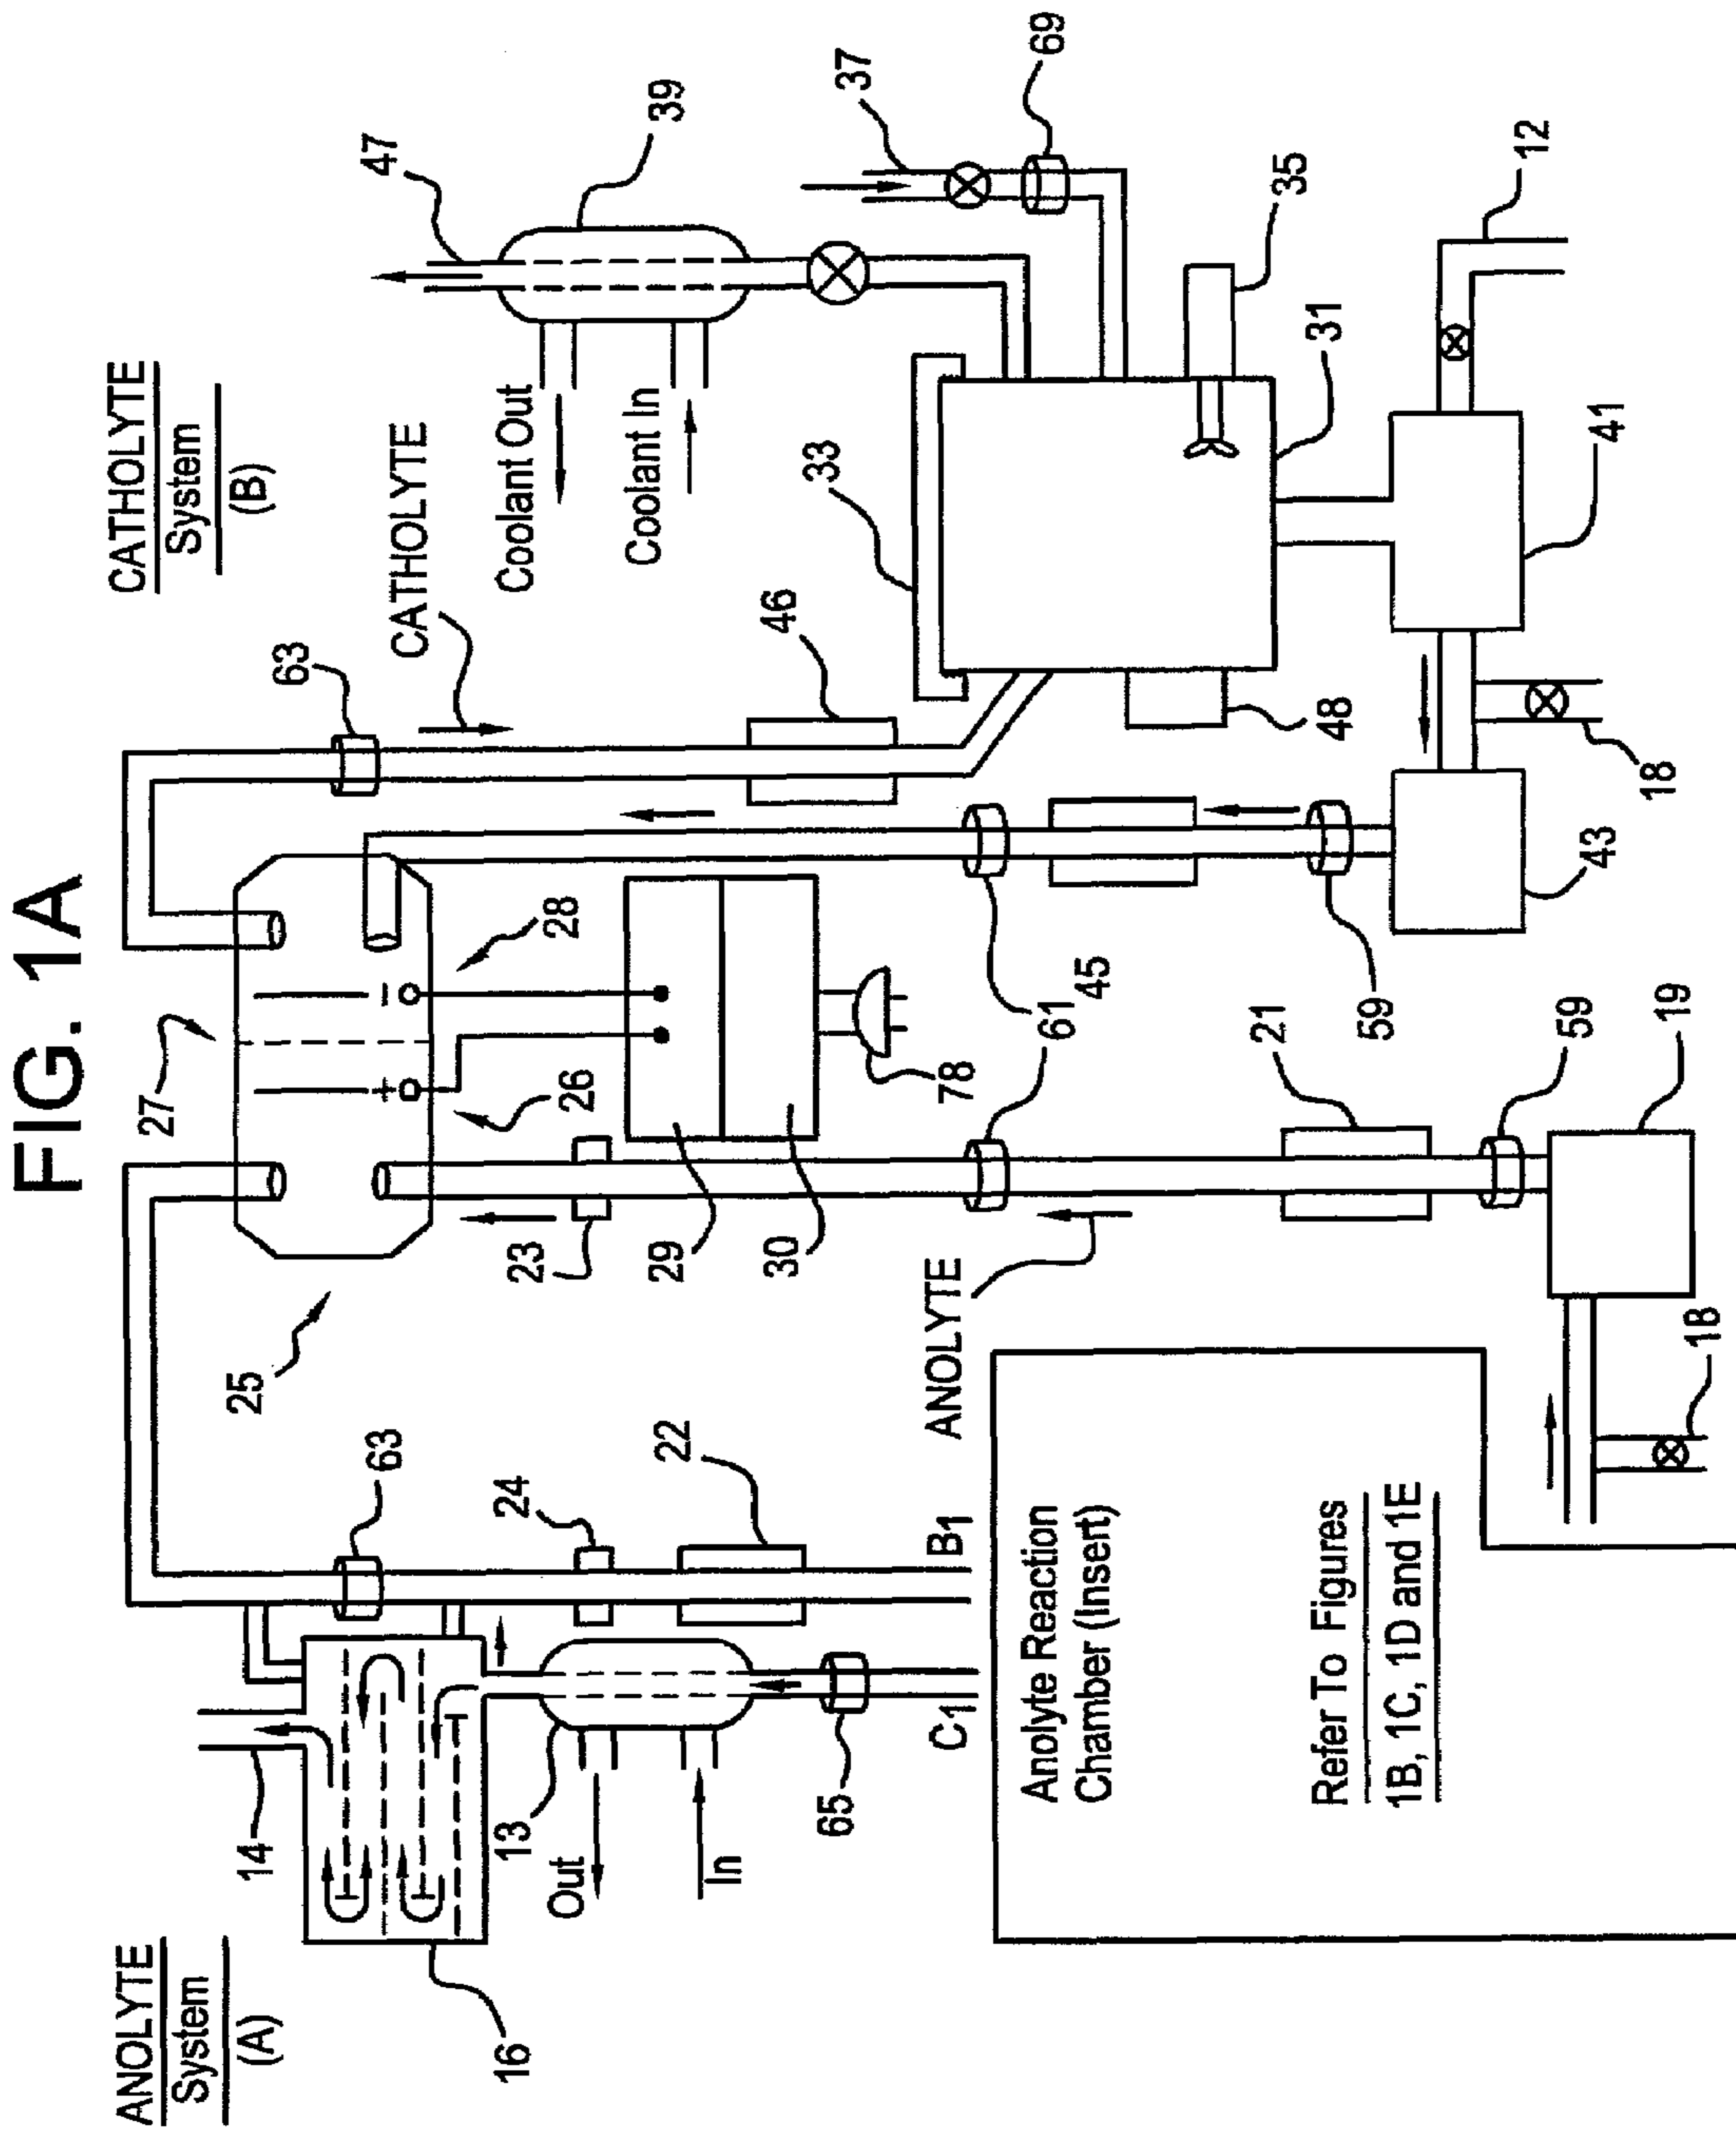 FIG. 1A
ANOLYTE
System
(A)
CATHOLYTE
System
(B)
14
16
13
Out
In
65
C1
B1
63
24
22
25
27
26
28
23
29
30
78
63
CATHOLYTE
46
47
39
Coolant Out
Coolant In
37
69
33
35
31
48
12
41
18
43
61
45
59
ANOLYTE
21
59
19
18
Anolyte Reaction
Chamber (Insert)
Refer To Figures
1B, 1C, 1D and 1E